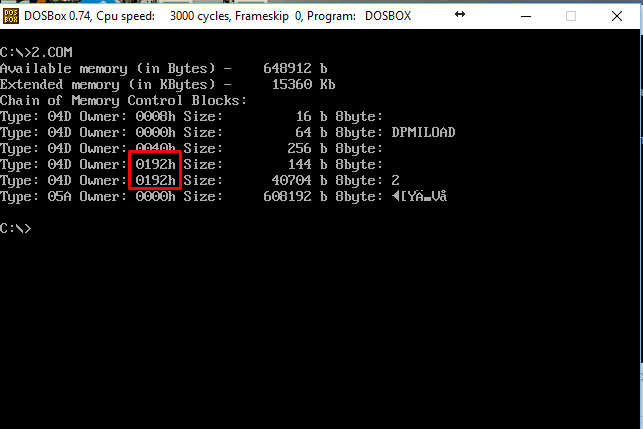 DOS BOX DOSBox 0.74, Cpu speed: 3000 cycles, Frameskip 0, Program: DOSBOX
C:\>2.COM
Available memory (in Bytes) - 648912 b
Extended memory (in KBytes) - 15360 Kb
Chain of Memory Control Blocks:
Type: 04D Owner: 0008h Size: 16 b 8byte:
Type: 04D Owner: 0000h Size: 64 b 8byte: DPMILOAD
Type: 04D Owner: 0040h Size: 256 b 8byte:
Type: 04D Owner: 0192h Size: 144 b 8byte:
Type: 04D Owner: 0192h Size: 40704 b 8byte: 2
Type: 05A Owner: 0000h Size: 608192 b 8byte: ◄[YÄ▬Vå
C:\>